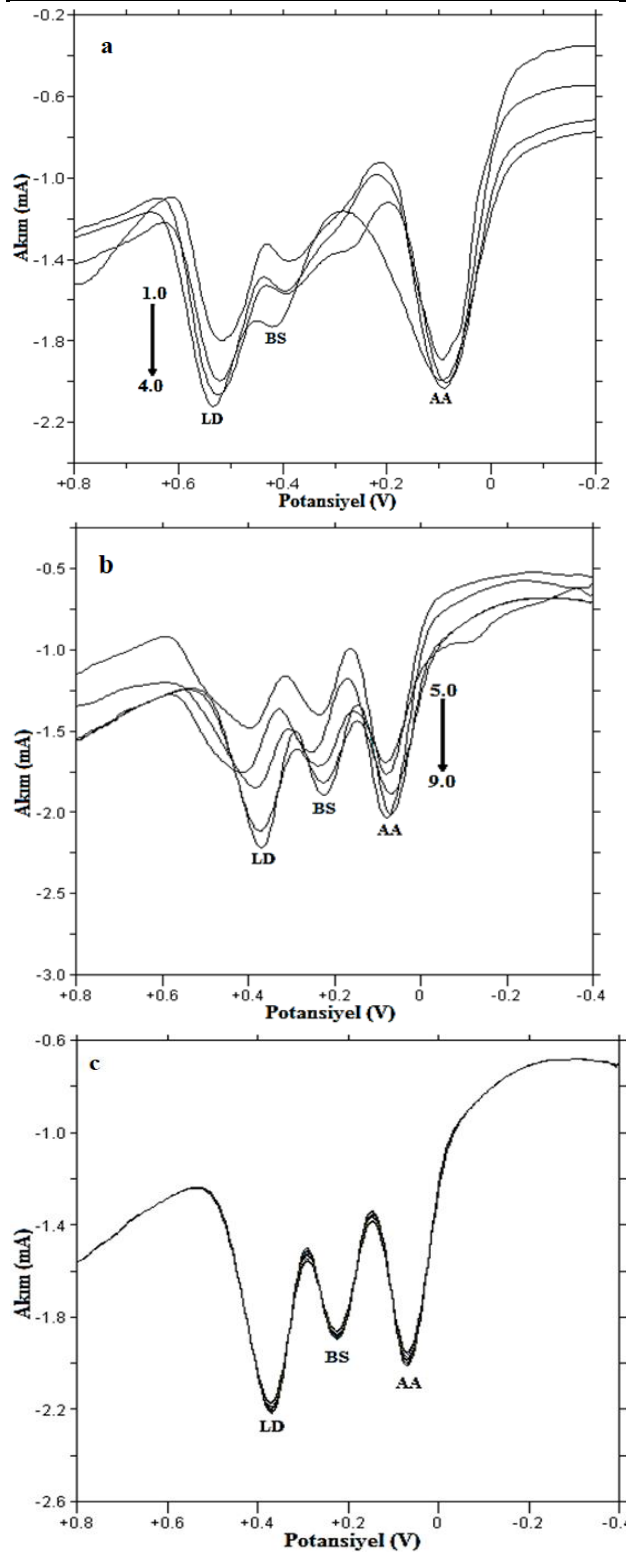 a
-0.2
-0.6
-1.0
-1.4
-1.8
-2.2
Akım (mA)
1.0
4.0
LD
BS
AA
+0.8 +0.6 +0.4 +0.2 0 -0.2
Potansiyel (V)
b
-0.5
-1.0
-1.5
-2.0
-2.5
-3.0
Akım (mA)
5.0
9.0
LD
BS
AA
+0.8 +0.6 +0.4 +0.2 0 -0.2 -0.4
Potansiyel (V)
c
-0.6
-1.0
-1.4
-1.8
-2.2
-2.6
Akım (mA)
LD
BS
AA
+0.8 +0.6 +0.4 +0.2 0 -0.2 -0.4
Potansiyel (V)